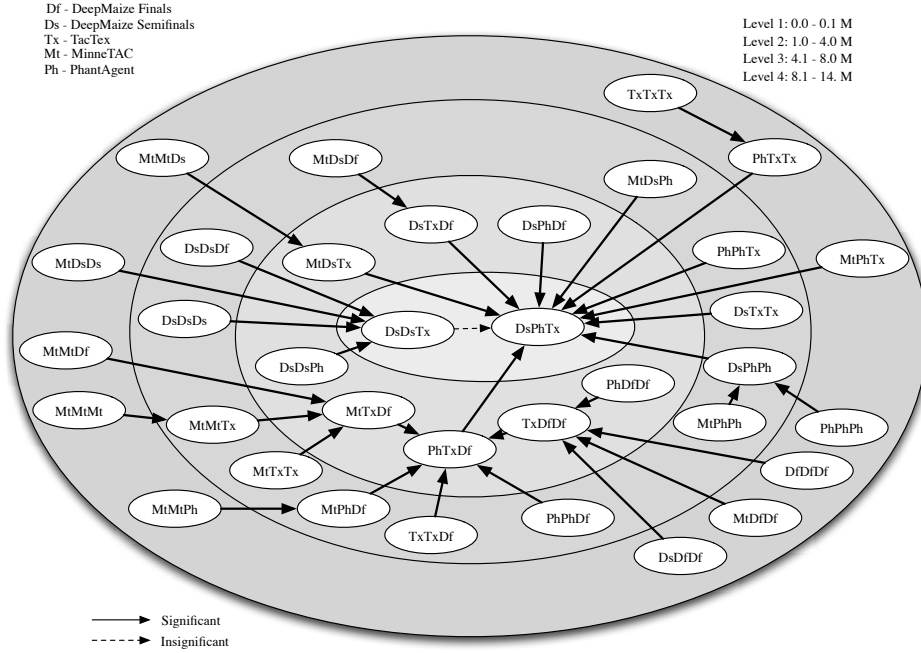 Df - DeepMaize Finals
Ds - DeepMaize Semifinals
Tx - TacTex
Mt - MinneTAC
Ph - PhantAgent
Level 1: 0.0 - 0.1 M
Level 2: 1.0 - 4.0 M
Level 3: 4.1 - 8.0 M
Level 4: 8.1 - 14. M
TxTxTx
MtMtDs
MtDsDf
PhTxTx
MtDsPh
DsTxDf
DsPhDf
DsDsDf
MtDsDs
MtDsTx
PhPhTx
MtPhTx
DsDsDs
DsDsTx
DsPhTx
DsTxTx
MtMtDf
DsDsPh
DsPhPh
PhDfDf
MtMtMt
MtMtTx
MtTxDf
TxDfDf
MtPhPh
PhPhPh
PhTxDf
MtTxTx
DfDfDf
MtMtPh
MtPhDf
PhPhDf
MtDfDf
TxTxDf
DsDfDf
Significant
Insignificant